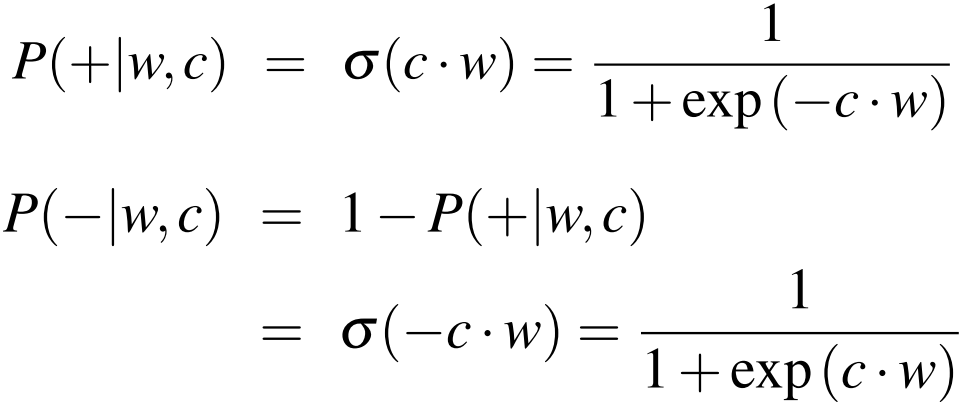 P(+|w,c) = σ(c·w) = 1 / (1+exp(−c·w))
P(−|w,c) = 1−P(+|w,c)
= σ(−c·w) = 1 / (1+exp(c·w))